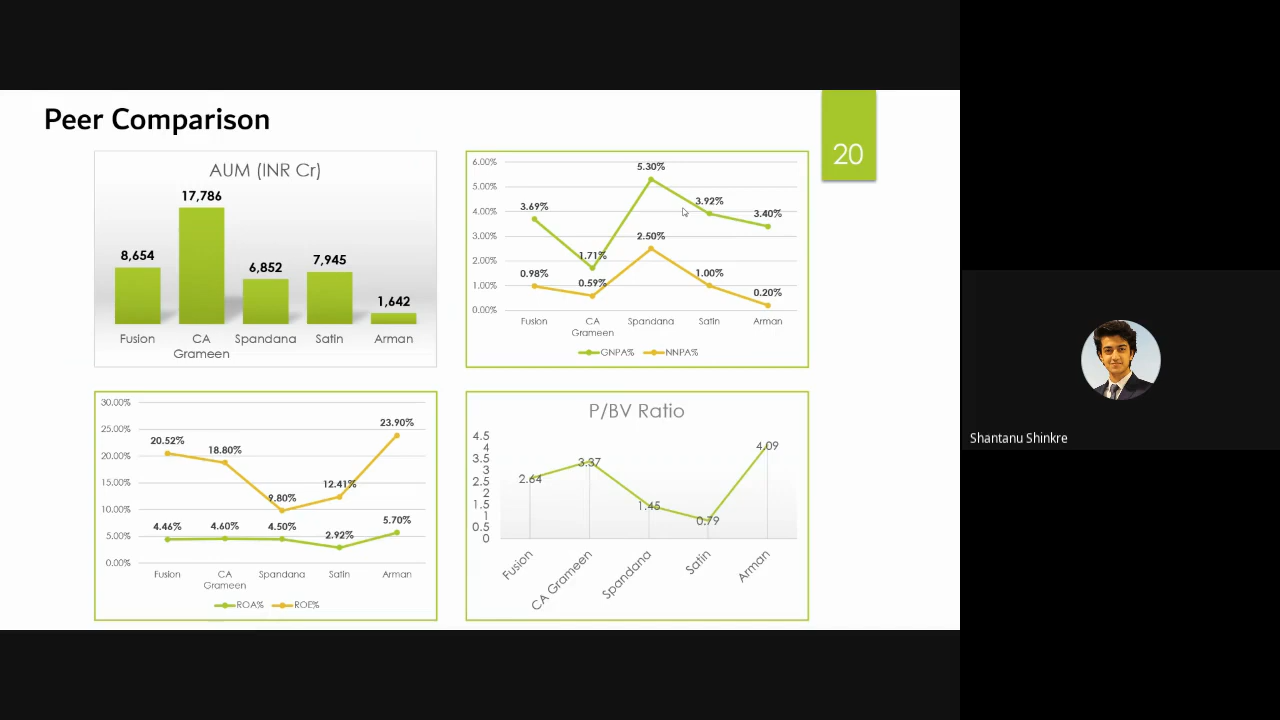 Peer Comparison
20
AUM (INR Cr)
17,786
8,654
7,945
6,852
1,642
Fusion
CA Grameen
Spandana
Satin
Arman
6.00%
5.00%
4.00%
3.00%
2.00%
1.00%
0.00%
5.30%
3.69%
3.92%
3.40%
1.71%
2.50%
0.98%
0.59%
1.00%
0.20%
Fusion
CA
Grameen
Spandana
Satin
Arman
GNPA% NNPA%
30.00%
25.00%
20.00%
15.00%
10.00%
5.00%
0.00%
20.52%
18.80%
9.80%
12.41%
23.90%
4.46%
4.60%
4.50%
2.92%
5.70%
Fusion
CA
Grameen
Spandana
Satin
Arman
ROA% ROE%
P/BV Ratio
4.5
4
3.5
3
2.5
2
1.5
1
0.5
0
2.64
3.37
1.45
0.79
4.09
Fusion
CA Grameen
Spandana
Satin
Arman
Shantanu Shinkre